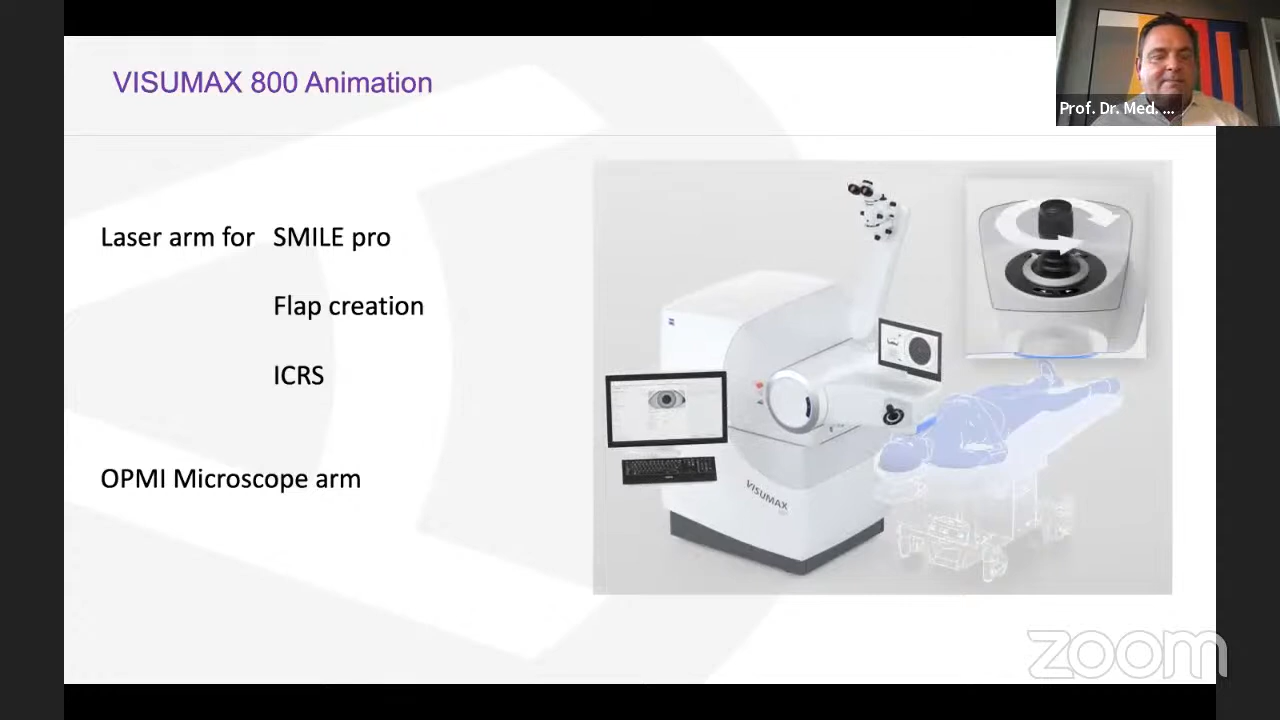 VISUMAX 800 Animation
Prof. Dr. Med. ...
Laser arm for SMILE pro
Flap creation
ICRS
OPMI Microscope arm
VISUMAX
zoom